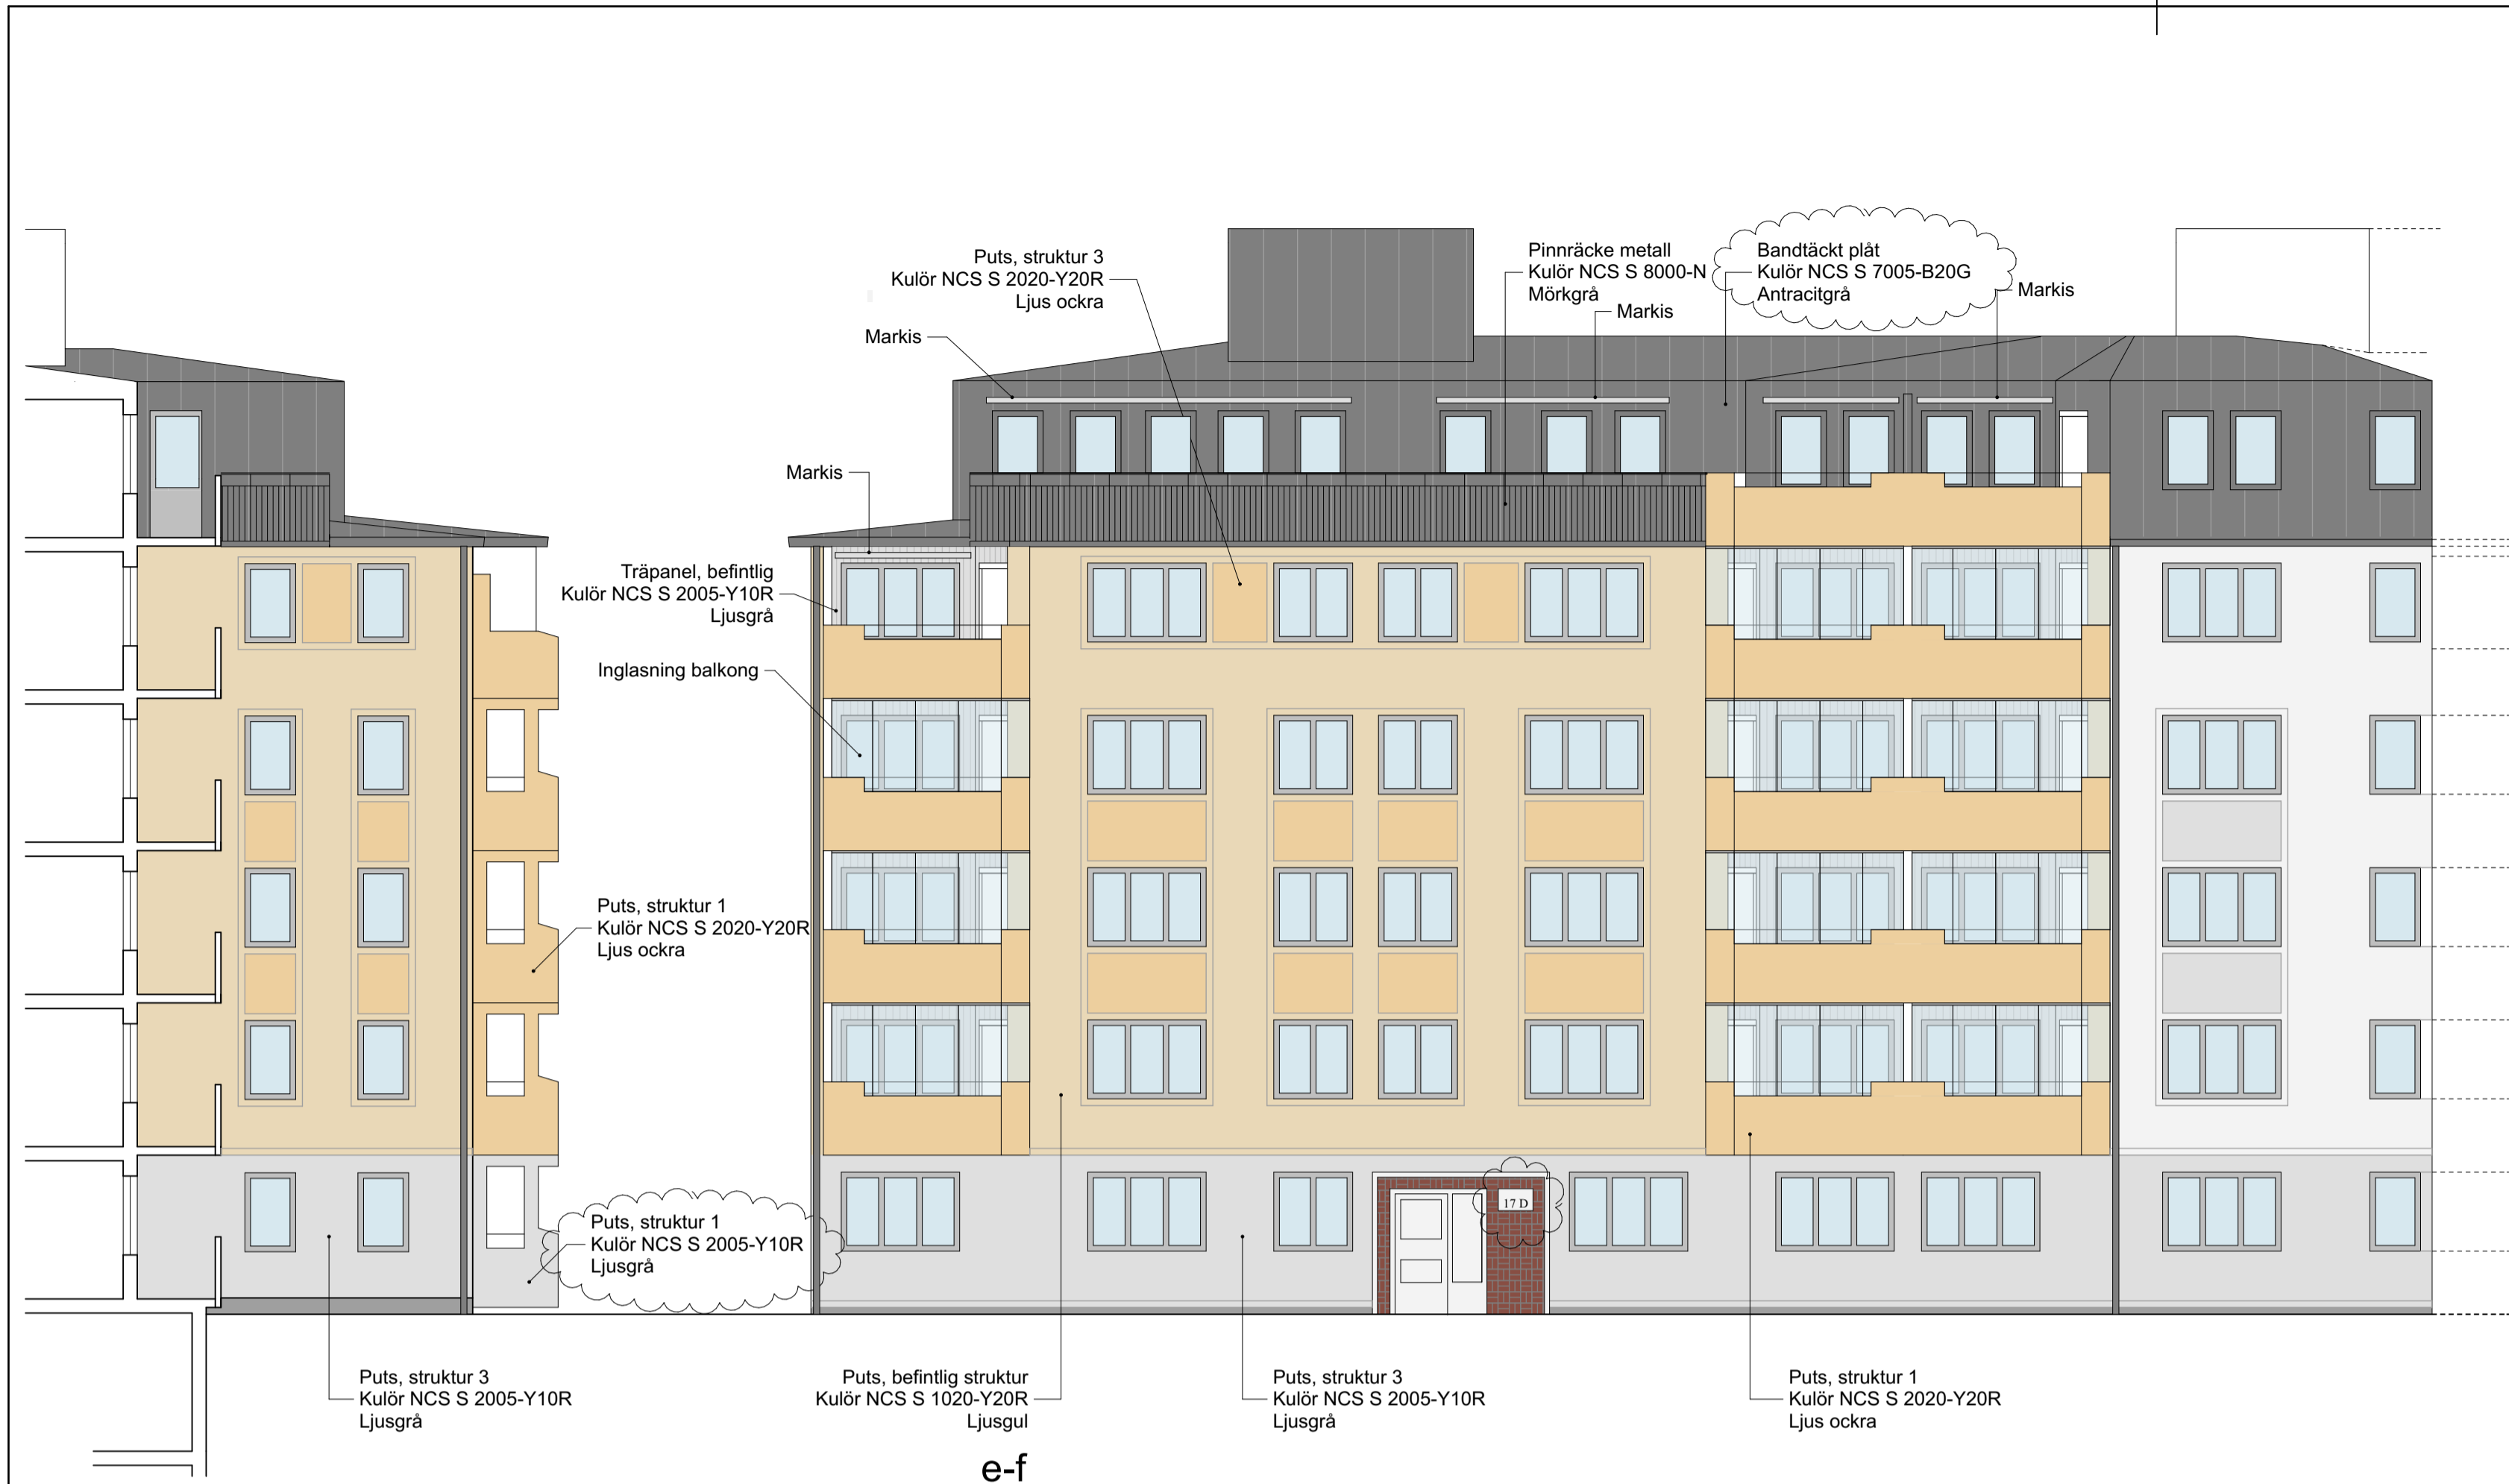 Puts, struktur 3
Kulör NCS S 2020-Y20R
Ljus ockra
Pinnräcke metall
Kulör NCS S 8000-N
Mörkgrå
Bandtäckt plåt
Kulör NCS S 7005-B20G
Antracitgrå
Markis
Markis
Markis
Markis
Träpanel, befintlig
Kulör NCS S 2005-Y10R
Ljusgrå
Inglasning balkong
Puts, struktur 1
Kulör NCS S 2020-Y20R
Ljus ockra
Puts, struktur 1
Kulör NCS S 2005-Y10R
Ljusgrå
17 D
Puts, struktur 3
Kulör NCS S 2005-Y10R
Ljusgrå
Puts, befintlig struktur
Kulör NCS S 1020-Y20R
Ljusgul
Puts, struktur 3
Kulör NCS S 2005-Y10R
Ljusgrå
Puts, struktur 1
Kulör NCS S 2020-Y20R
Ljus ockra
e-f